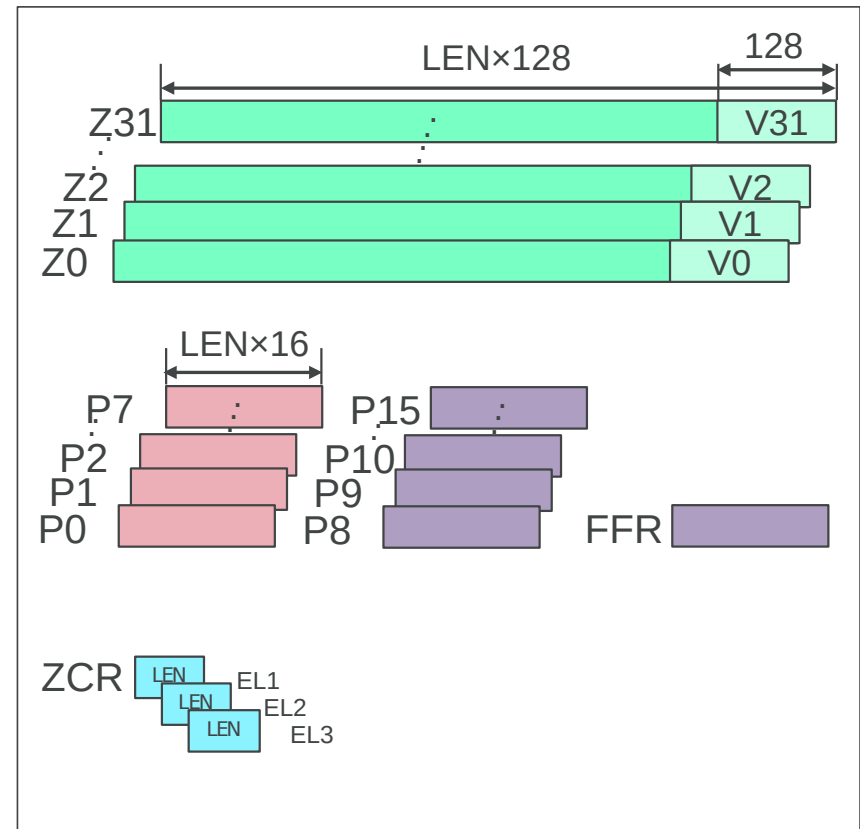 LEN×128 128
Z31 V31
Z2 V2
Z1 V1
Z0 V0
LEN×16
P7 P15
P2 P10
P1 P9
P0 P8 FFR
ZCR LEN EL1
LEN EL2
LEN EL3